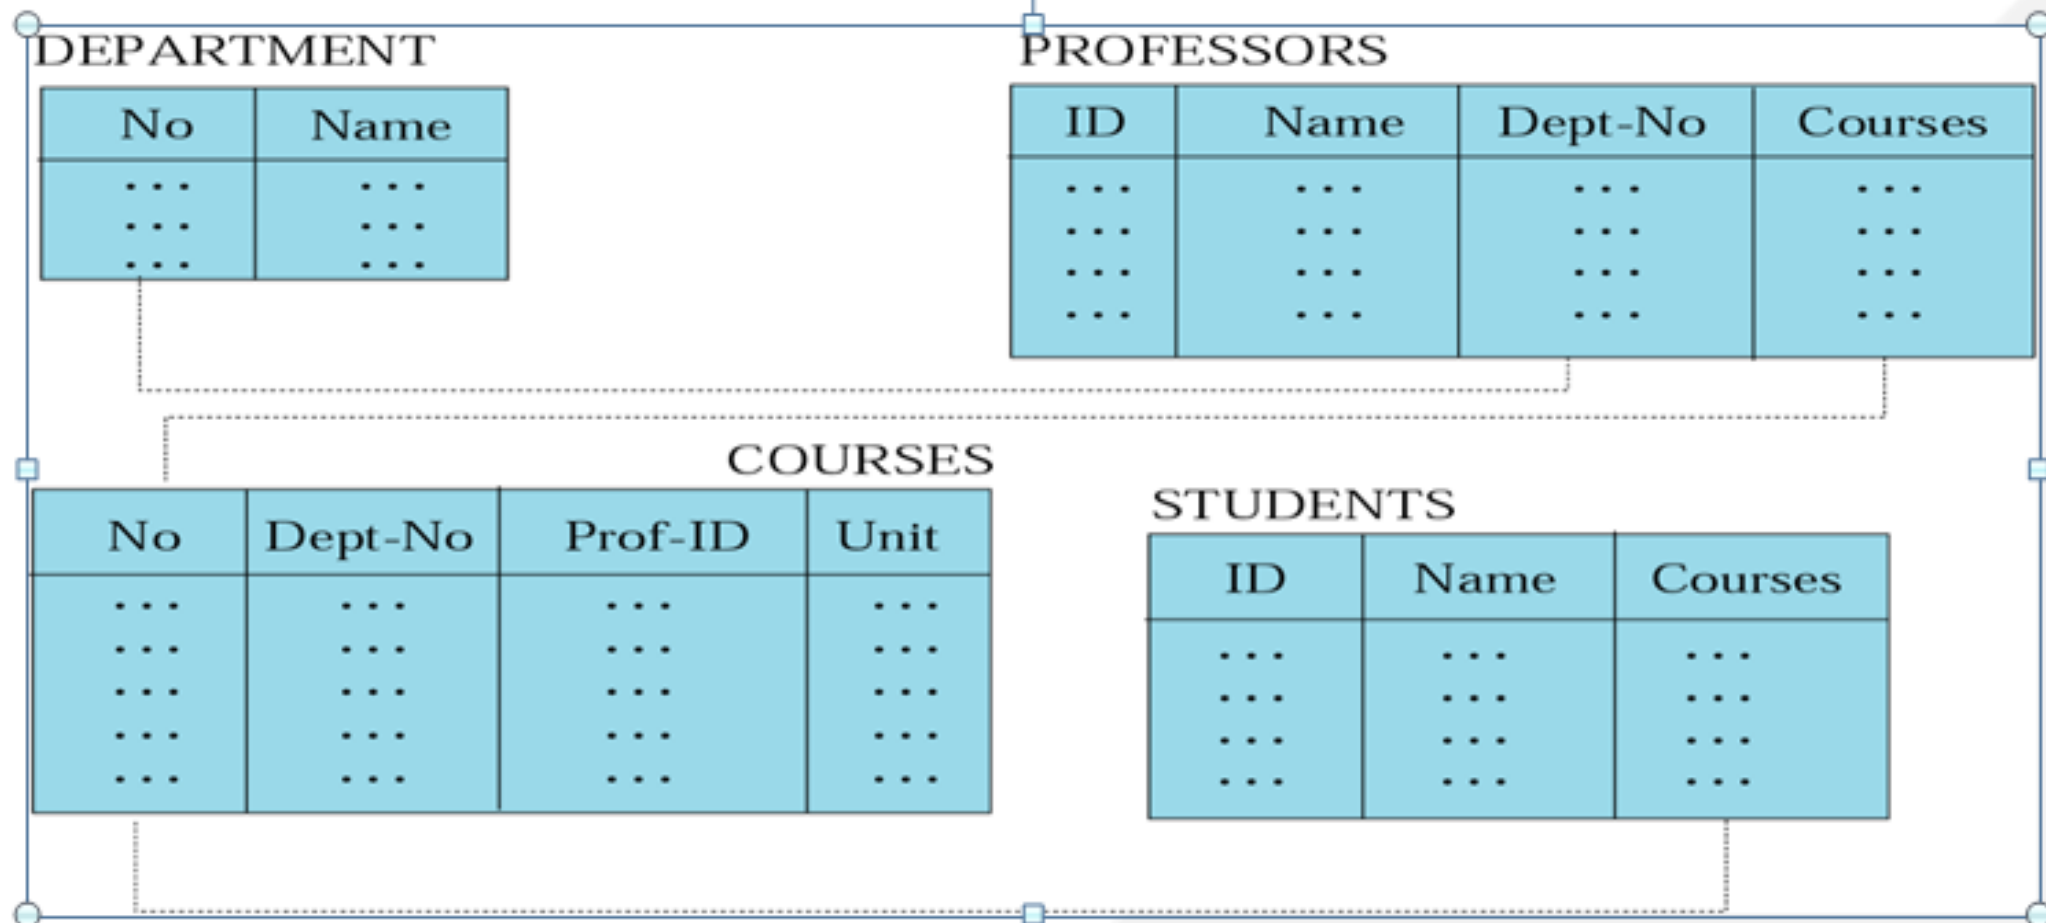 DEPARTMENT
No Name
. . . . . .
. . . . . .
. . . . . .
PROFESSORS
ID Name Dept-No Courses
. . . . . . . . . . . .
. . . . . . . . . . . .
. . . . . . . . . . . .
. . . . . . . . . . . .
COURSES
No Dept-No Prof-ID Unit
. . . . . . . . . . . .
. . . . . . . . . . . .
. . . . . . . . . . . .
. . . . . . . . . . . .
. . . . . . . . . . . .
STUDENTS
ID Name Courses
. . . . . . . . .
. . . . . . . . .
. . . . . . . . .
. . . . . . . . .